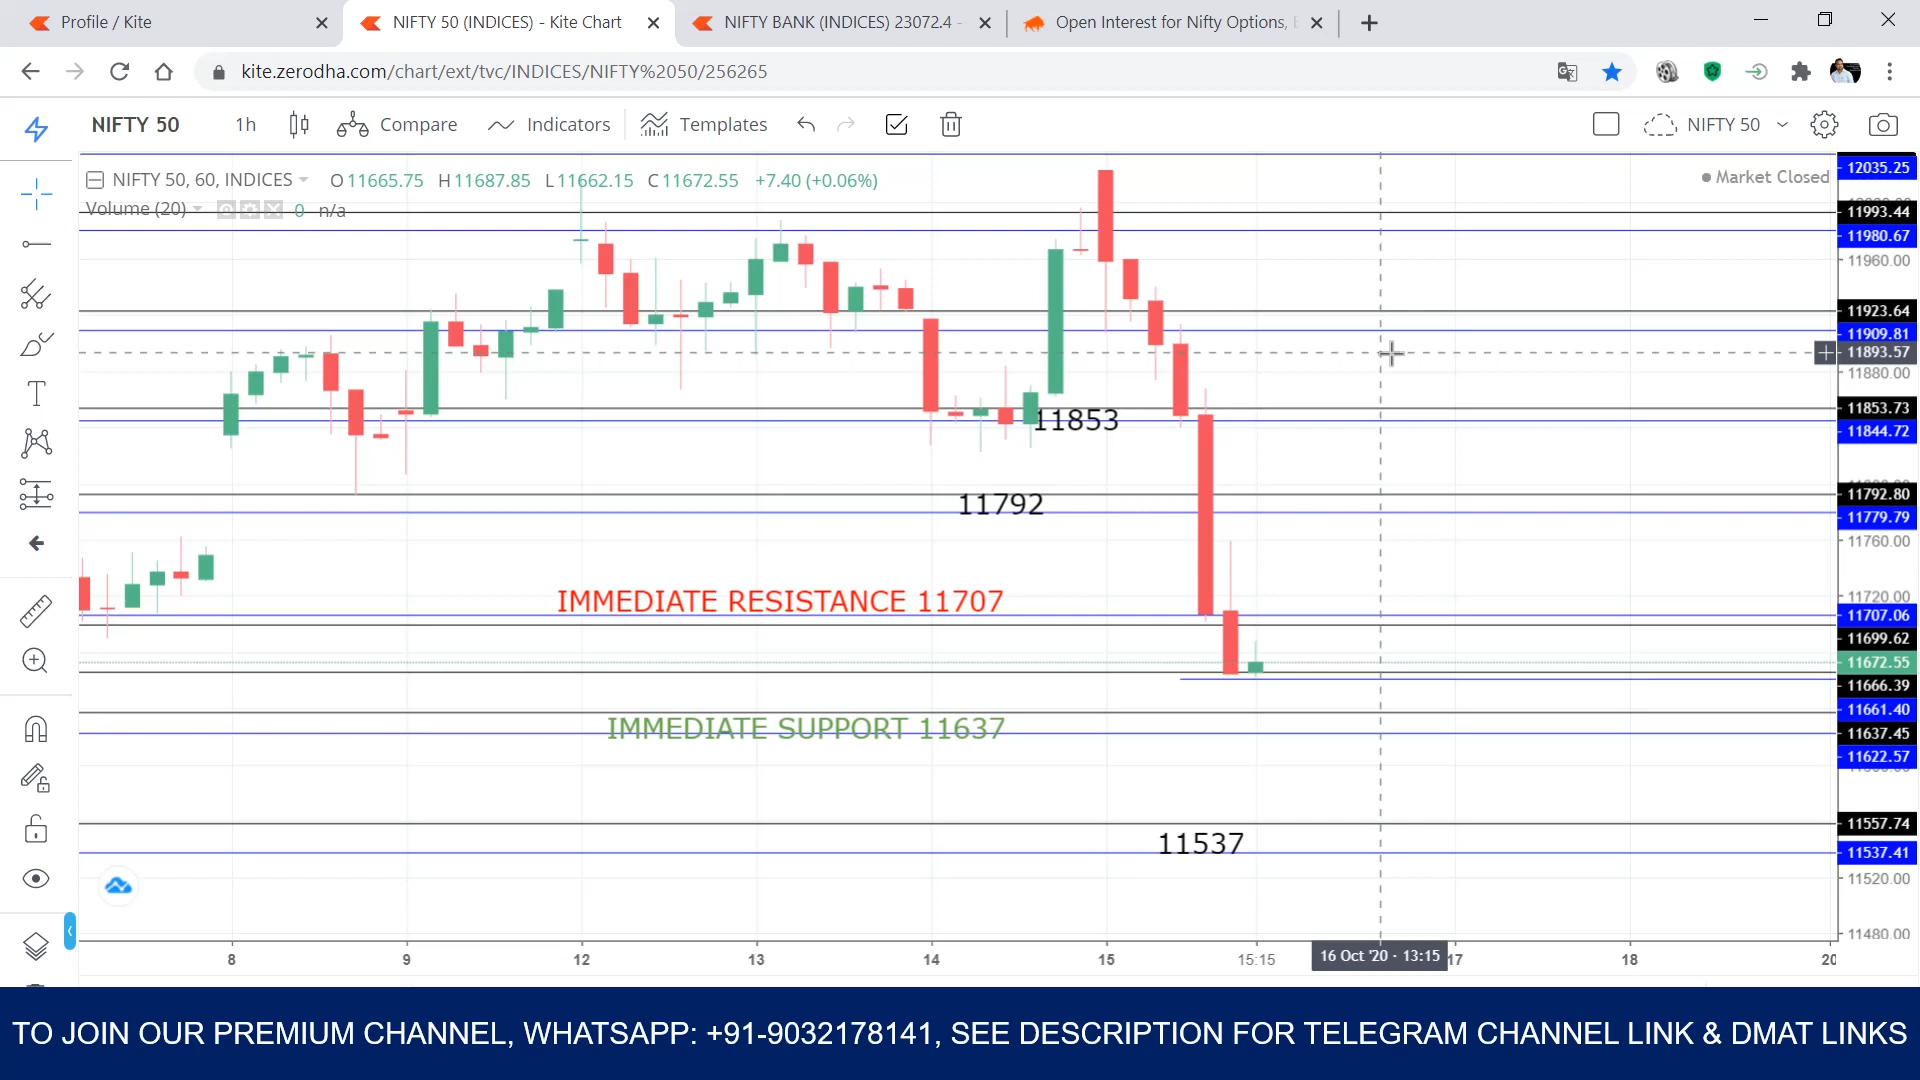 Profile / Kite
NIFTY 50 (INDICES) - Kite Chart
NIFTY BANK (INDICES) 23072.4 -
Open Interest for Nifty Options,
kite.zerodha.com/chart/ext/tvc/INDICES/NIFTY%2050/256265
NIFTY 50 1h Compare Indicators Templates NIFTY 50
NIFTY 50, 60, INDICES O 11665.75 H 11687.85 L 11662.15 C 11672.55 +7.40 (+0.06%)
Market Closed
Volume (20) 0 n/a
12035.25
11993.44
11980.67
11960.00
11923.64
11909.81
11893.57
11880.00
11853.73
11853
11844.72
11792.80
11792
11779.79
11760.00
11720.00
IMMEDIATE RESISTANCE 11707
11707.06
11699.62
11672.55
11666.39
11661.40
IMMEDIATE SUPPORT 11637
11637.45
11622.57
11557.74
11537
11537.41
11520.00
11480.00
8 9 12 13 14 15 15:15 16 Oct '20 - 13:15 17 18 20
TO JOIN OUR PREMIUM CHANNEL, WHATSAPP: +91-9032178141, SEE DESCRIPTION FOR TELEGRAM CHANNEL LINK & DMAT LINKS